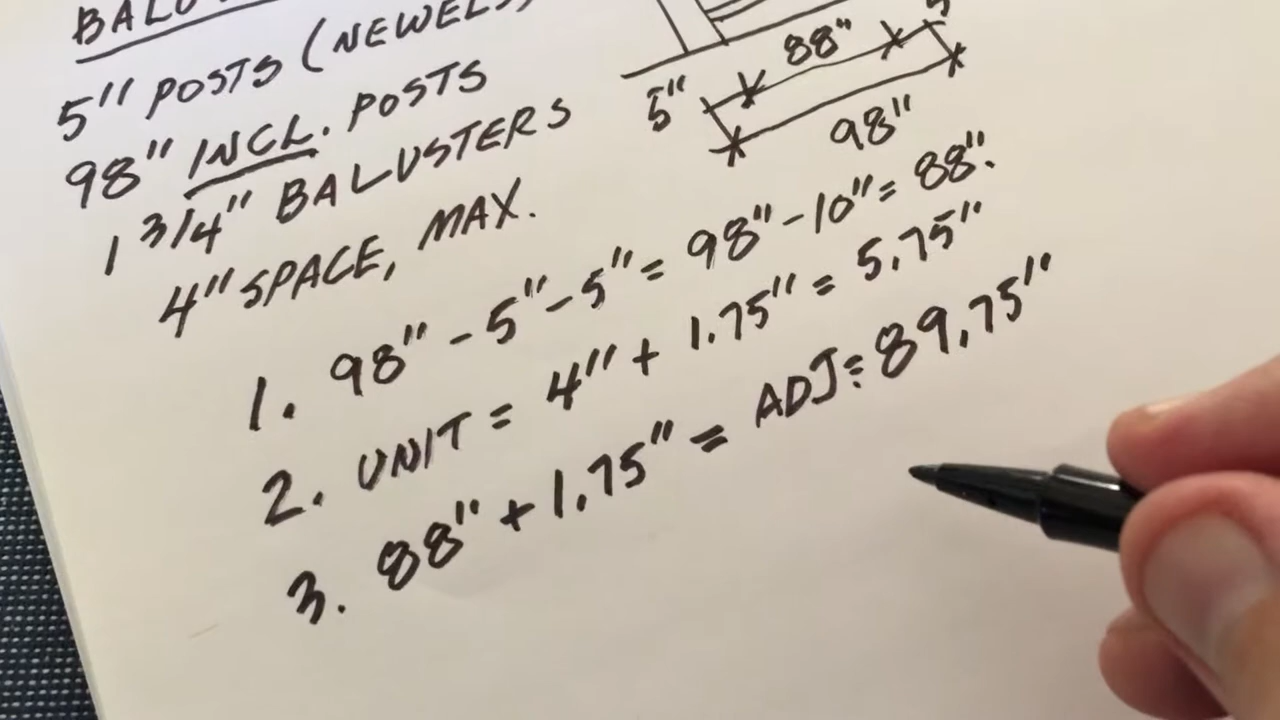 5" POSTS (NEWELS)
98" INCL. POSTS
1 3/4" BALUSTERS
4" SPACE, MAX.
88"
5"
5"
98"
1. 98" - 5" - 5" = 98" - 10" = 88".
2. UNIT = 4" + 1.75" = 5.75"
3. 88" + 1.75" = ADJ: 89.75"